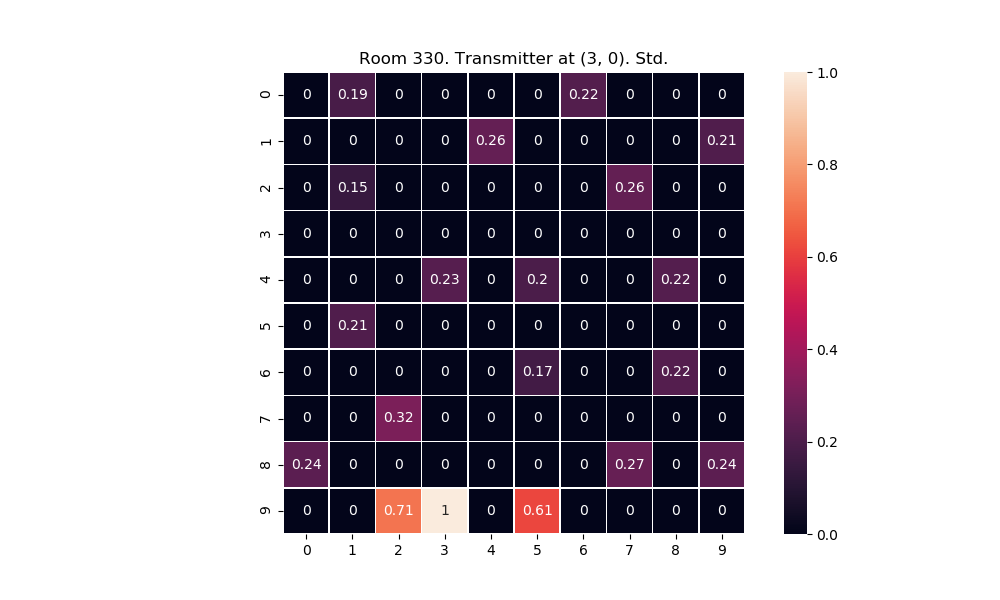 Room 330. Transmitter at (3, 0). Std.
0 0 0.19 0 0 0 0 0.22 0 0 0 1.0
1 0 0 0 0 0.26 0 0 0 0 0.21
2 0 0.15 0 0 0 0 0 0.26 0 0 0.8
3 0 0 0 0 0 0 0 0 0 0
4 0 0 0 0.23 0 0.2 0 0 0.22 0 0.6
5 0 0.21 0 0 0 0 0 0 0 0
6 0 0 0 0 0 0.17 0 0 0.22 0 0.4
7 0 0 0.32 0 0 0 0 0 0 0
8 0.24 0 0 0 0 0 0 0.27 0 0.24 0.2
9 0 0 0.71 1 0 0.61 0 0 0 0 0.0
0 1 2 3 4 5 6 7 8 9